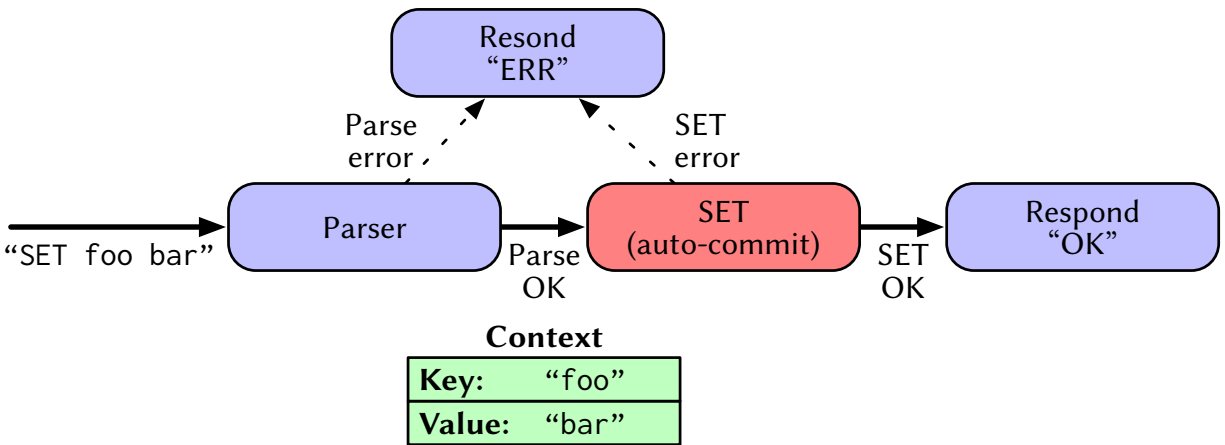 Resond
“ERR”
Parse
error
SET
error
“SET foo bar”
Parser
Parse
OK
SET
(auto-commit)
SET
OK
Respond
“OK”
Context
Key: “foo”
Value: “bar”